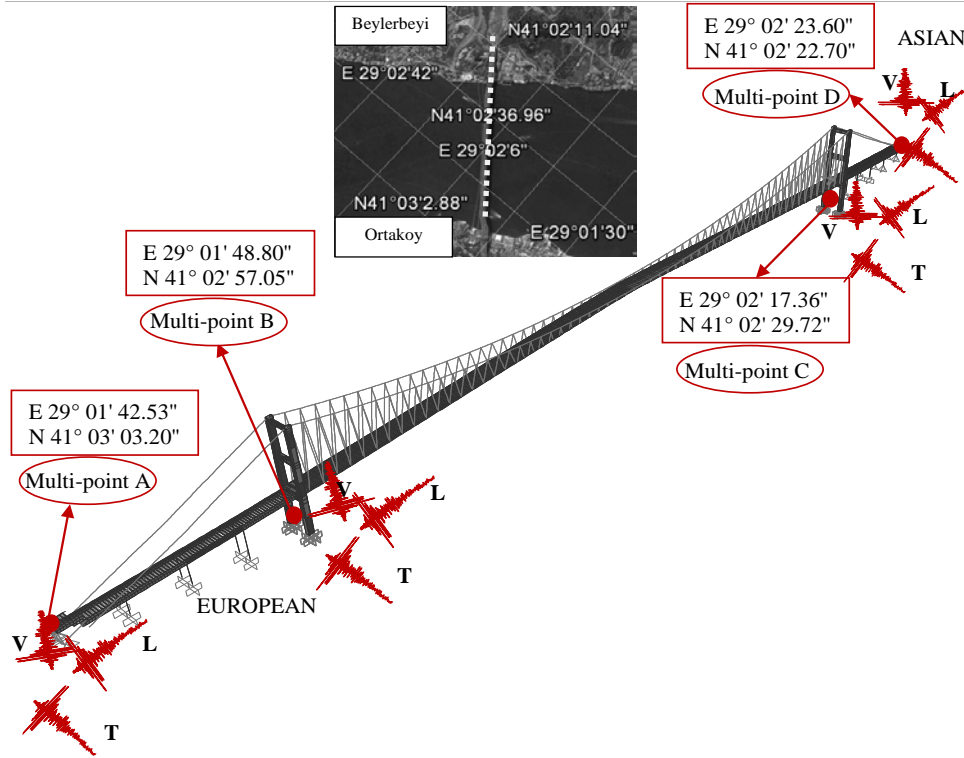 Beylerbeyi
N41°02'11.04"
E 29°02'42"
N41°02'36.96"
E 29°02'6"
N41°03'2.88"
E 29°01'30"
Ortakoy
E 29° 02' 23.60"
N 41° 02' 22.70"
ASIAN
Multi-point D
V
L
V
L
T
E 29° 02' 17.36"
N 41° 02' 29.72"
Multi-point C
E 29° 01' 48.80"
N 41° 02' 57.05"
Multi-point B
E 29° 01' 42.53"
N 41° 03' 03.20"
Multi-point A
V
L
T
EUROPEAN
V
L
T